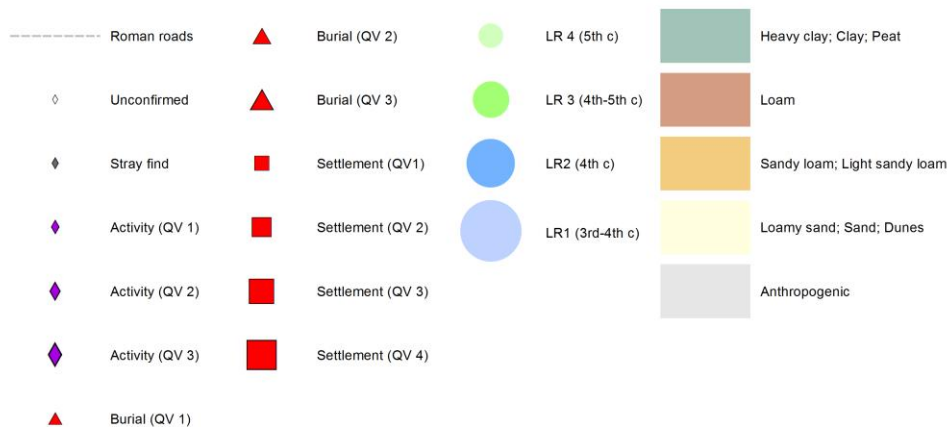 Roman roads
Unconfirmed
Stray find
Activity (QV 1)
Activity (QV 2)
Activity (QV 3)
Burial (QV 1)
Burial (QV 2)
Burial (QV 3)
Settlement (QV1)
Settlement (QV 2)
Settlement (QV 3)
Settlement (QV 4)
LR 4 (5th c)
LR 3 (4th-5th c)
LR2 (4th c)
LR1 (3rd-4th c)
Heavy clay; Clay; Peat
Loam
Sandy loam; Light sandy loam
Loamy sand; Sand; Dunes
Anthropogenic